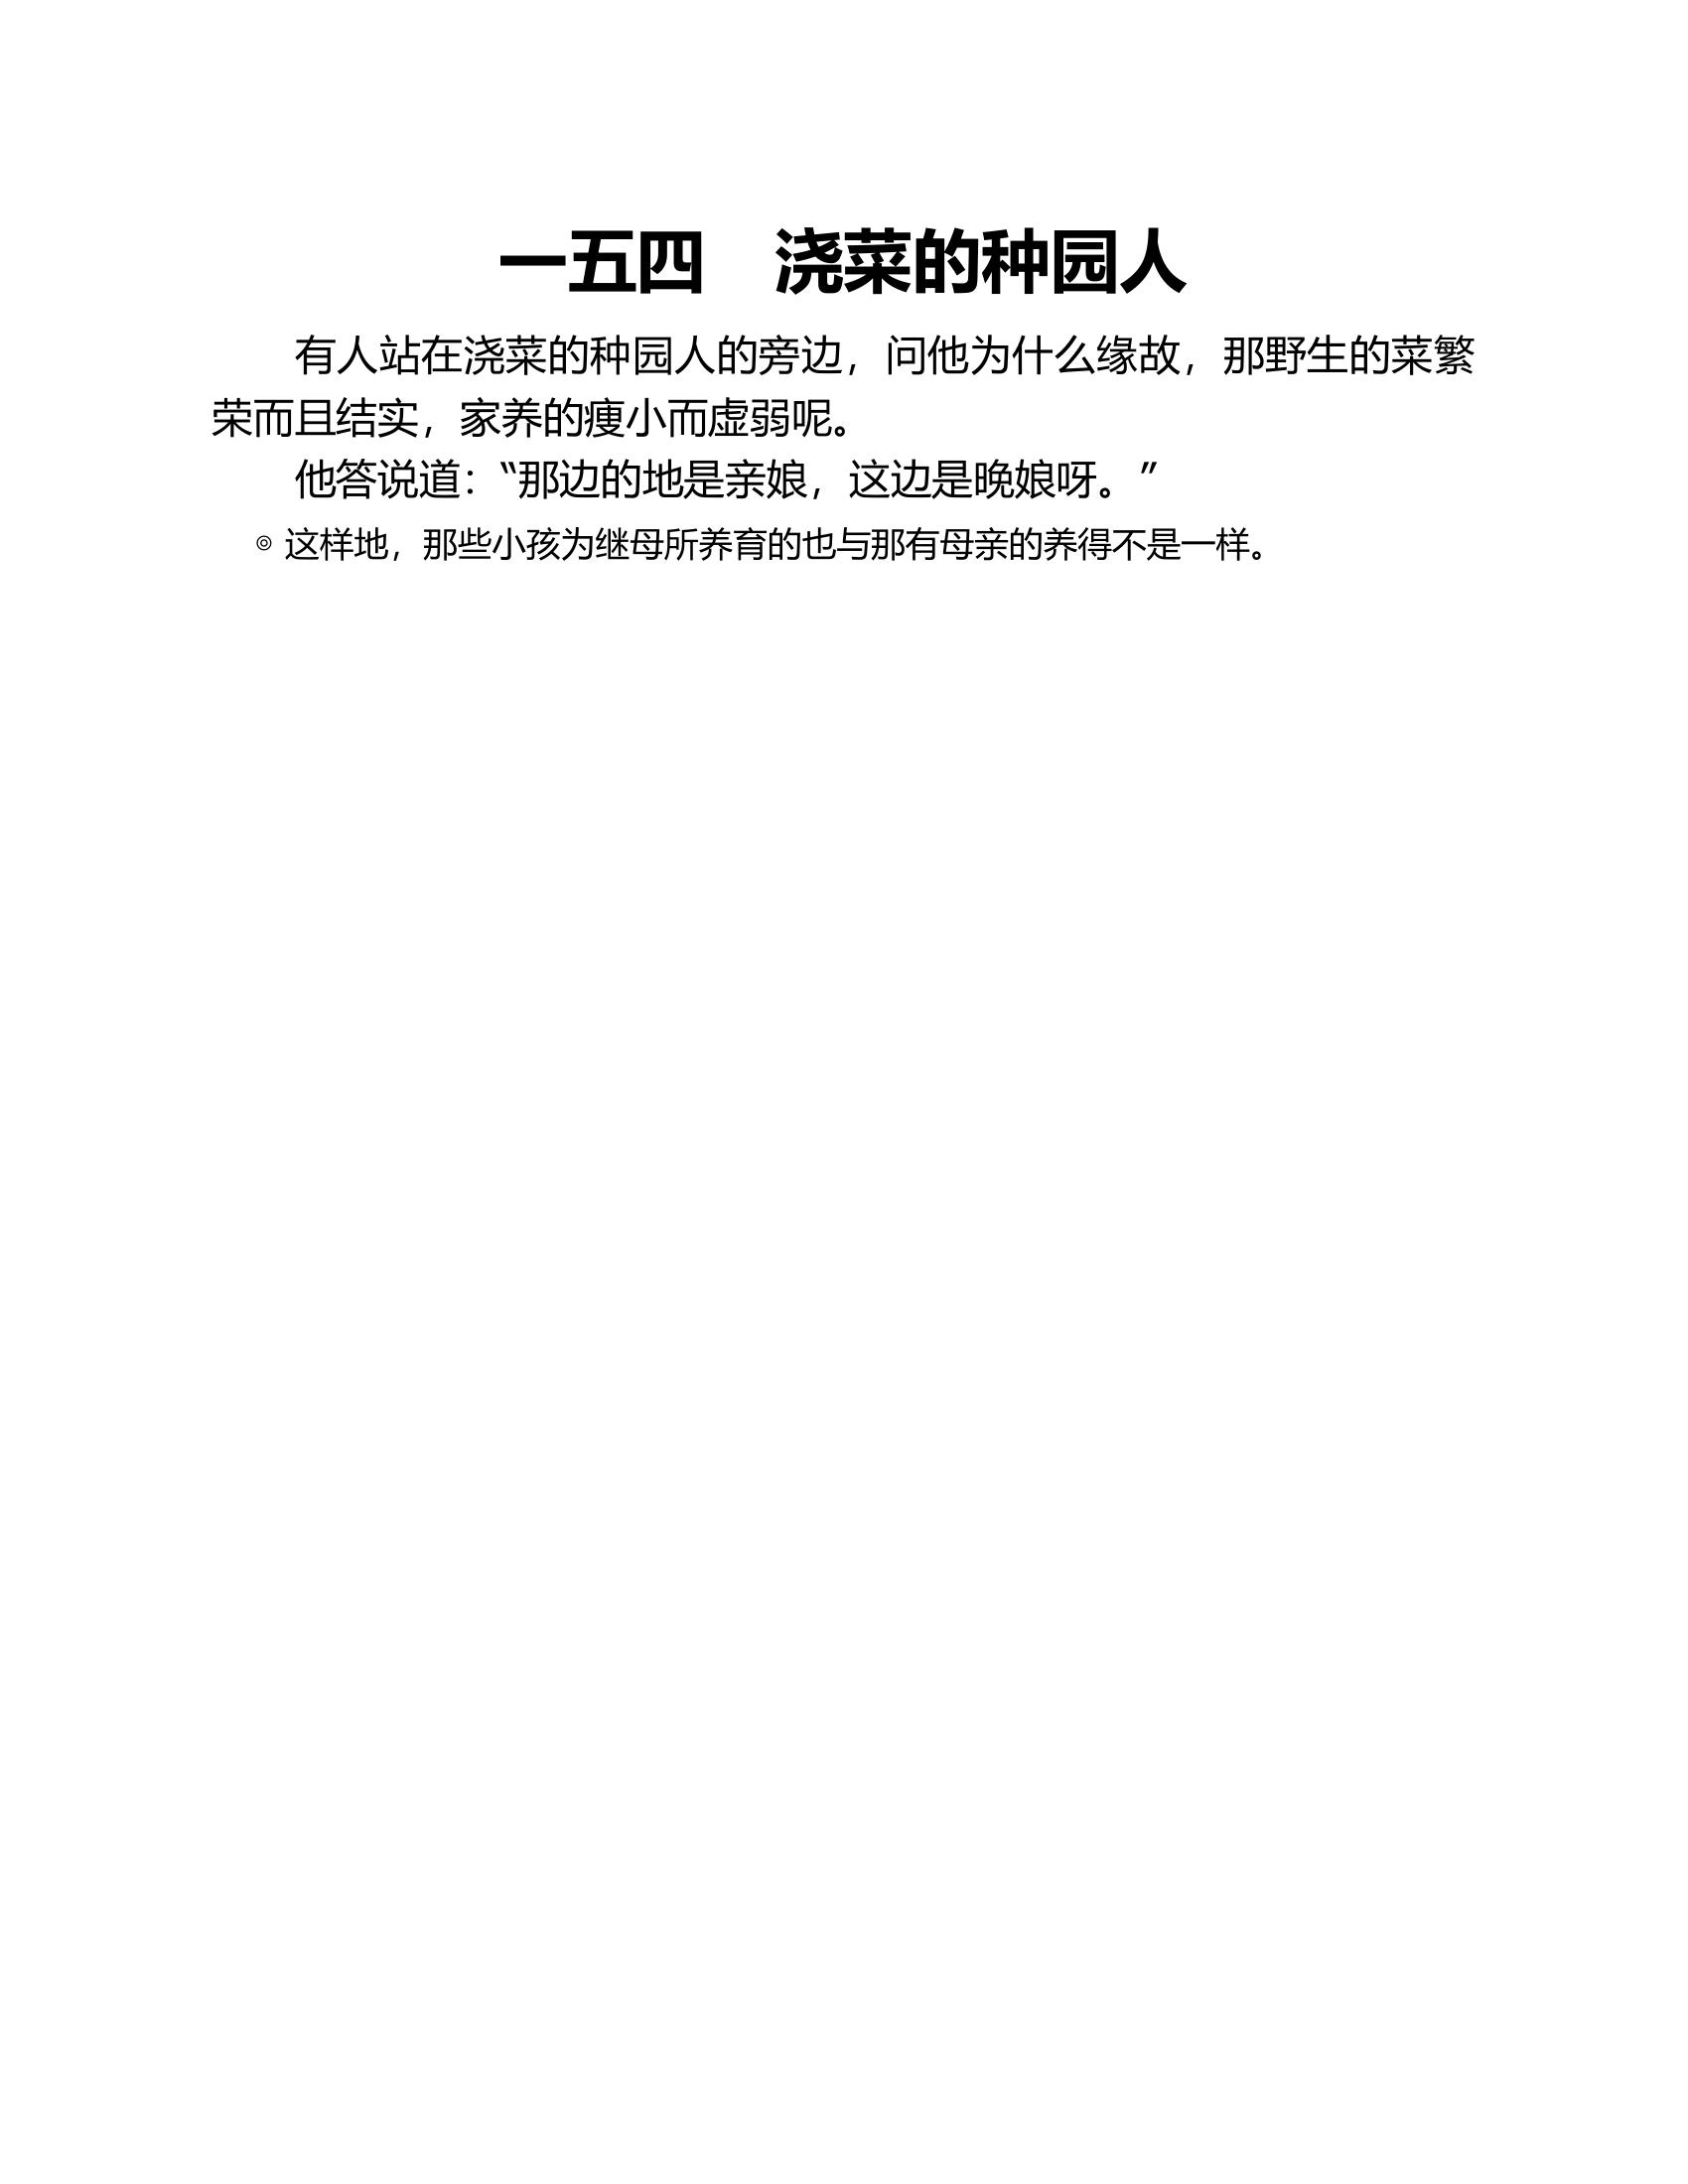 一五四　浇菜的种园人
有人站在浇菜的种园人的旁边，问他为什么缘故，那野生的菜繁
荣而且结实，家养的瘦小而虚弱呢。
他答说道：“那边的地是亲娘，这边是晚娘呀。”
◎ 这样地，那些小孩为继母所养育的也与那有母亲的养得不是一样。